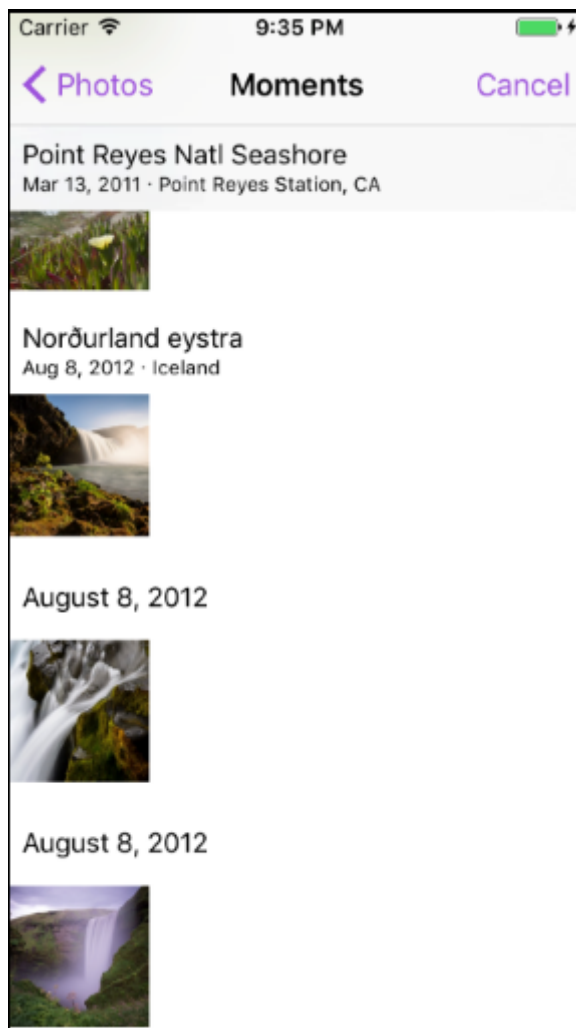 Carrier
9:35 PM
Photos
Moments
Cancel
Point Reyes Natl Seashore
Mar 13, 2011 · Point Reyes Station, CA
Norðurland eystra
Aug 8, 2012 · Iceland
August 8, 2012
August 8, 2012